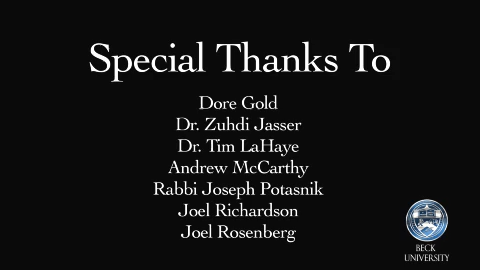 Special Thanks To
Dore Gold
Dr. Zuhdi Jasser
Dr. Tim LaHaye
Andrew McCarthy
Rabbi Joseph Potasnik
Joel Richardson
Joel Rosenberg
BECK
UNIVERSITY